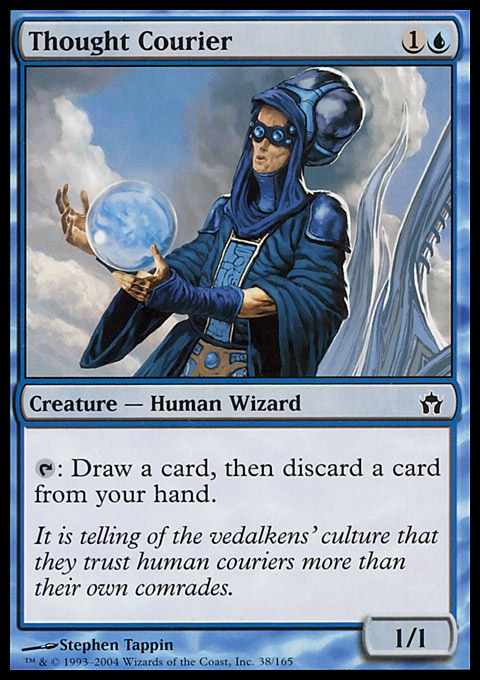 Thought Courier 1
Creature — Human Wizard
: Draw a card, then discard a card
from your hand.
It is telling of the vedalkens' culture that
they trust human couriers more than
their own comrades.
Stephen Tappin
1/1
™ & © 1993–2004 Wizards of the Coast, Inc. 38/165